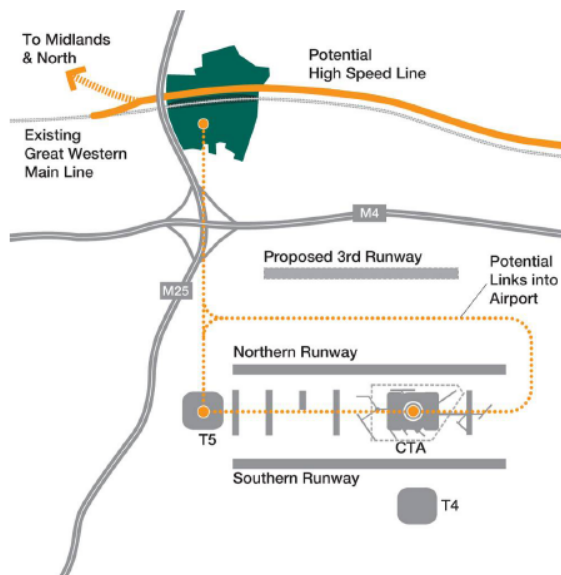 To Midlands
& North
Potential
High Speed Line
Existing
Great Western
Main Line
M4
Proposed 3rd Runway
Potential
Links into
Airport
M25
Northern Runway
T5
CTA
Southern Runway
T4